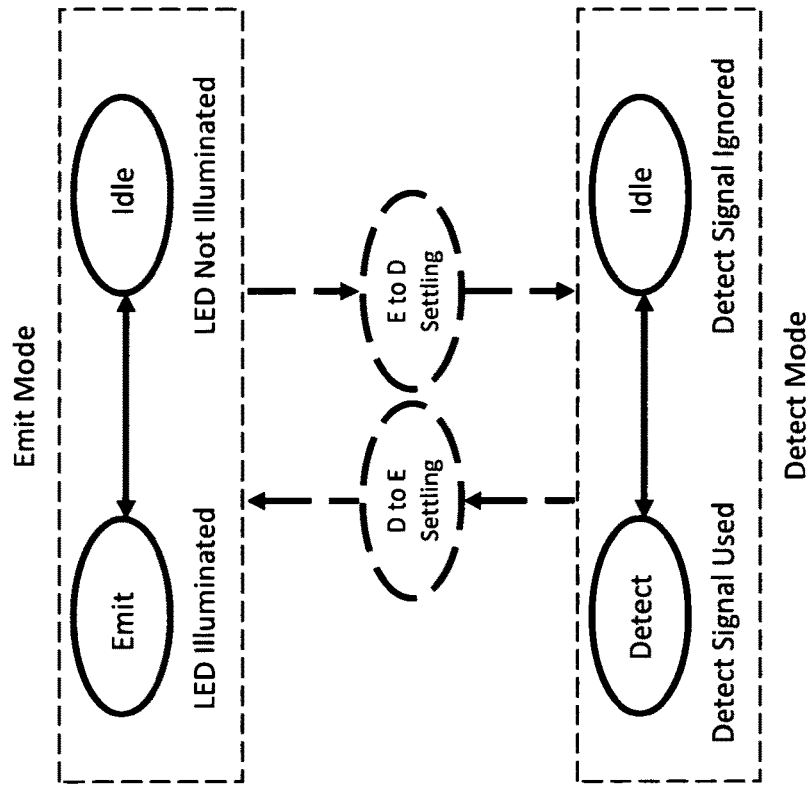 Emit Mode
Emit
Idle
LED Illuminated
LED Not Illuminated
D to E
Settling
E to D
Settling
Detect
Idle
Detect Signal Used
Detect Signal Ignored
Detect Mode